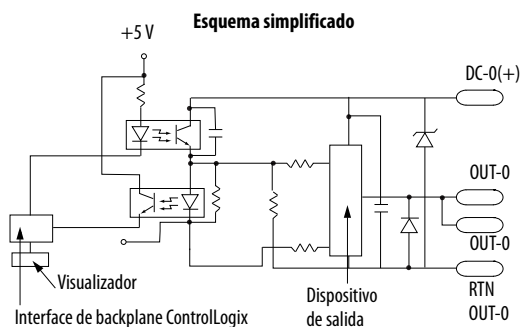 Esquema simplificado
+5 V
DC-0(+)
OUT-0
OUT-0
RTN
OUT-0
Visualizador
Dispositivo
de salida
Interface de backplane ControlLogix